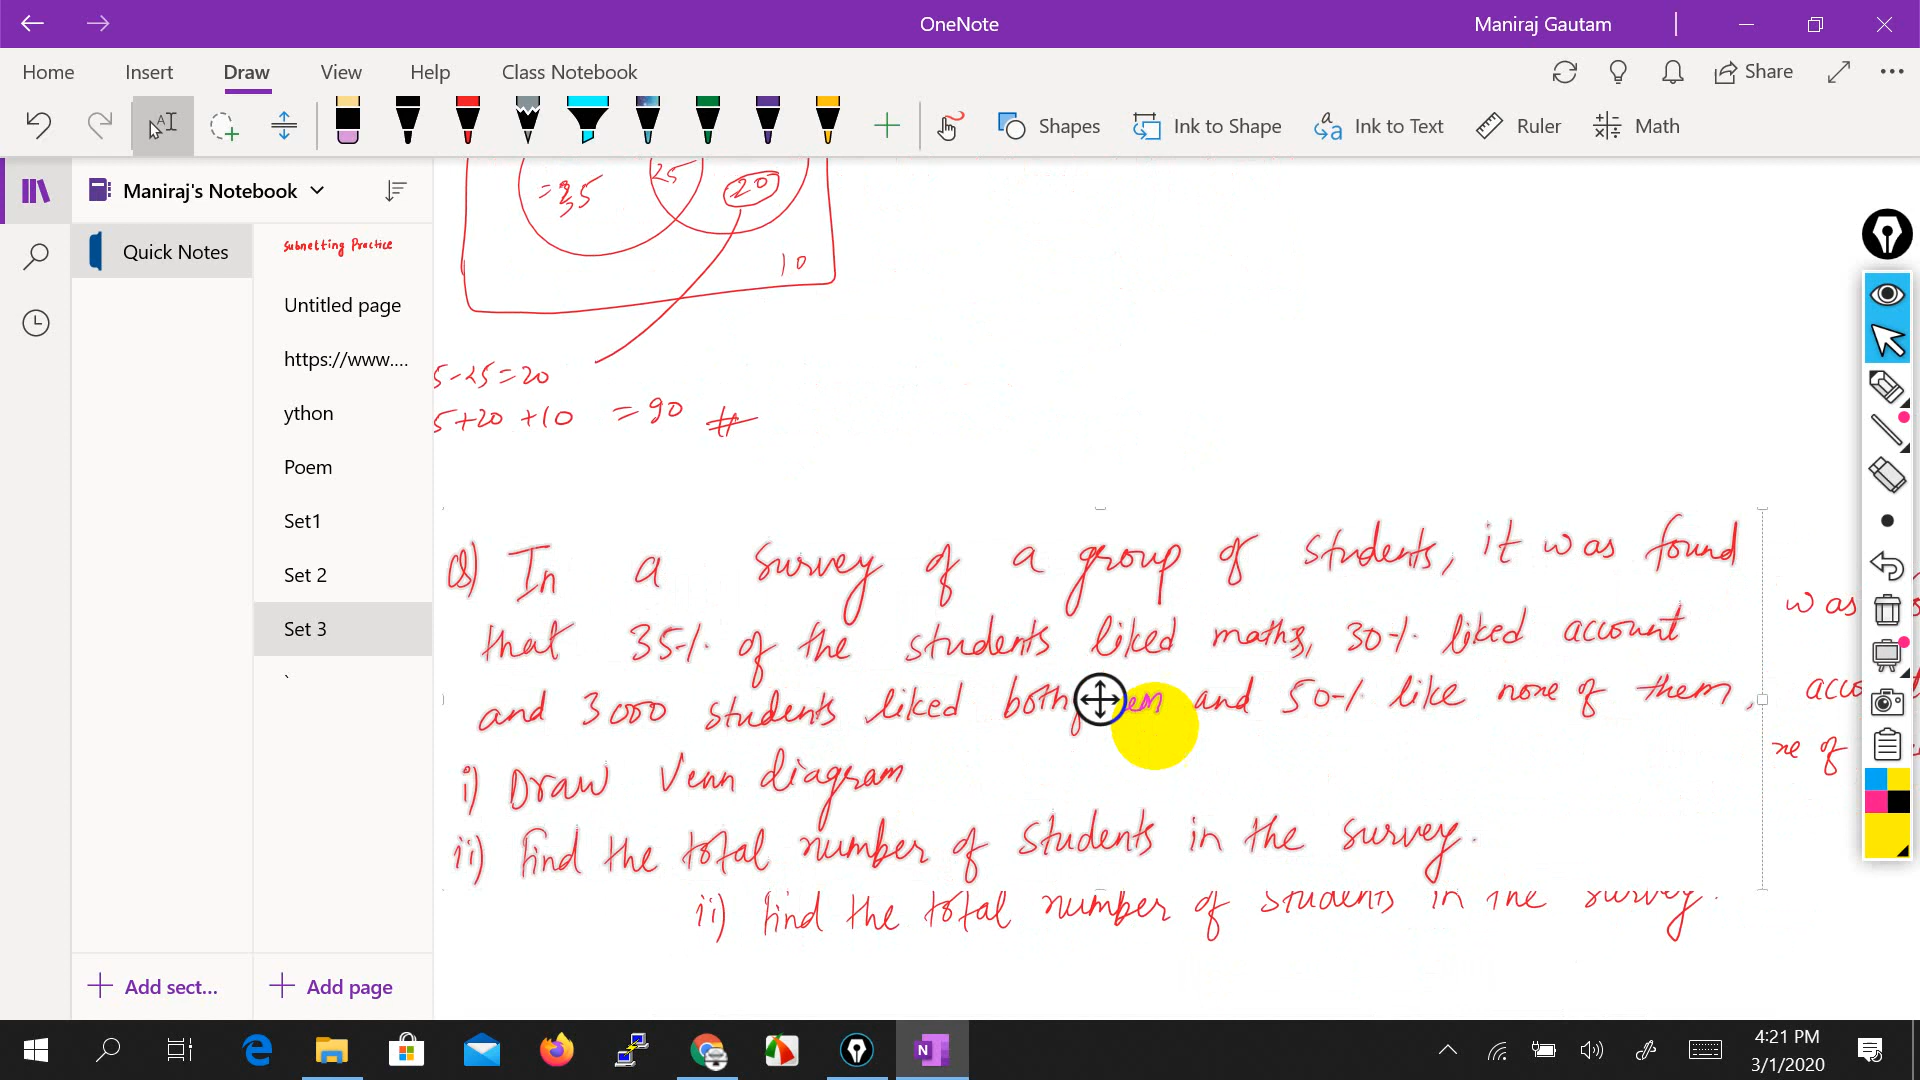 OneNote
Maniraj Gautam
Home Insert Draw View Help Class Notebook
Share
Shapes Ink to Shape Ink to Text Ruler Math
Maniraj's Notebook
Quick Notes
Subnetting Practice
Untitled page
https://www....
ython
Poem
Set1
Set 2
Set 3
Add sect...
Add page
= 35 25 20
10
5-25=20
5+20 +10 = 90 #
Q) In a survey of a group of students, it was found
that 35% of the students liked maths, 30% liked account
and 3000 students liked both em and 50% like none of them,
i) Draw Venn diagram
ii) Find the total number of students in the survey.
was
acco
ne of
ii) Find the total number of students in the survey.
4:21 PM
3/1/2020